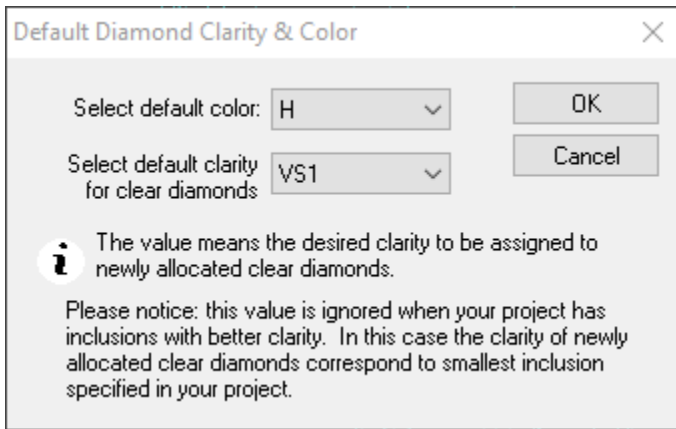 Default Diamond Clarity & Color
Select default color: H
OK
Select default clarity
for clear diamonds
VS1
Cancel
The value means the desired clarity to be assigned to
newly allocated clear diamonds.
Please notice: this value is ignored when your project has
inclusions with better clarity. In this case the clarity of newly
allocated clear diamonds correspond to smallest inclusion
specified in your project.